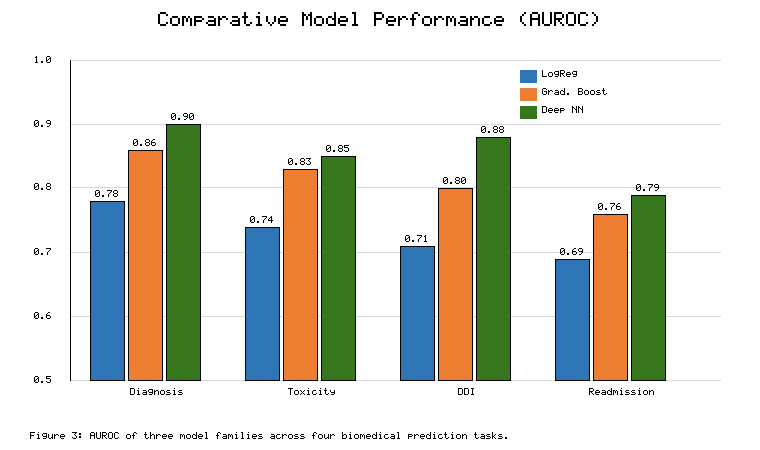 Comparative Model Performance (AUROC)
1.0
LogReg
Grad. Boost
Deep NN
0.9
0.8
0.7
0.6
0.5
0.78
0.86
0.90
0.74
0.83
0.85
0.71
0.80
0.88
0.69
0.76
0.79
Diagnosis
Toxicity
DDI
Readmission
Figure 3: AUROC of three model families across four biomedical prediction tasks.